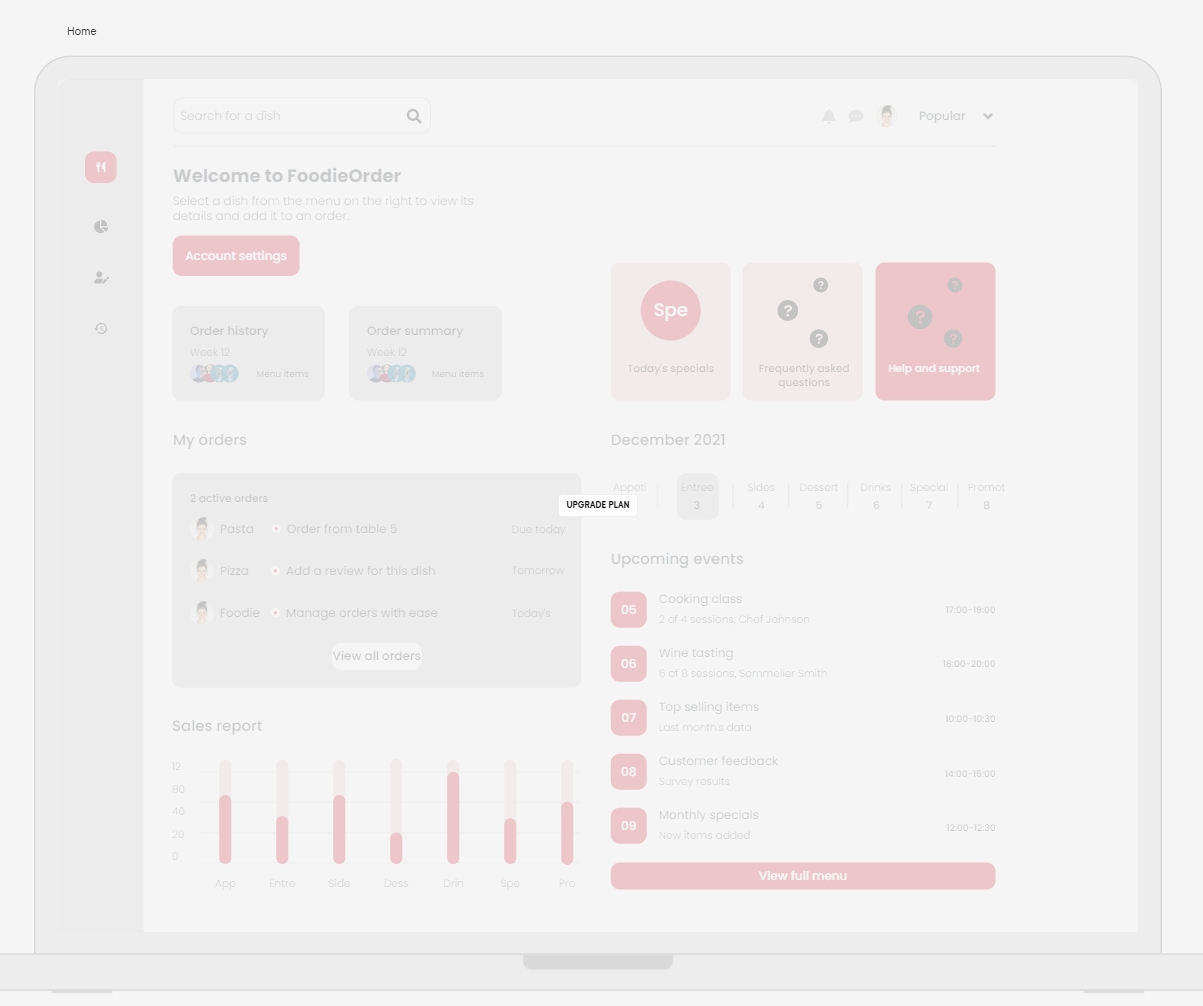 Home
Search for a dish
Popular
Welcome to FoodieOrder
Select a dish from the menu on the right to view its
details and add it to an order.
Account settings
Order history
Week 12
Menu items
Order summary
Week 12
Menu items
Spe
Today's specials
Frequently asked
questions
Help and support
My orders
2 active orders
Pasta
Order from table 5
Due today
Pizza
Add a review for this dish
Tomorrow
Foodie
Manage orders with ease
Today's
View all orders
UPGRADE PLAN
December 2021
Appeti
Entree
3
Sides
4
Dessert
5
Drinks
6
Special
7
Promot
8
Upcoming events
05
Cooking class
2 of 4 sessions, Chef Johnson
17:00-19:00
06
Wine tasting
6 of 8 sessions, Sommelier Smith
18:00-20:00
07
Top selling items
Last month's data
10:00-10:30
08
Customer feedback
Survey results
14:00-15:00
09
Monthly specials
New items added
12:00-12:30
View full menu
Sales report
12
80
40
20
0
App
Entre
Side
Dess
Drin
Spe
Pro